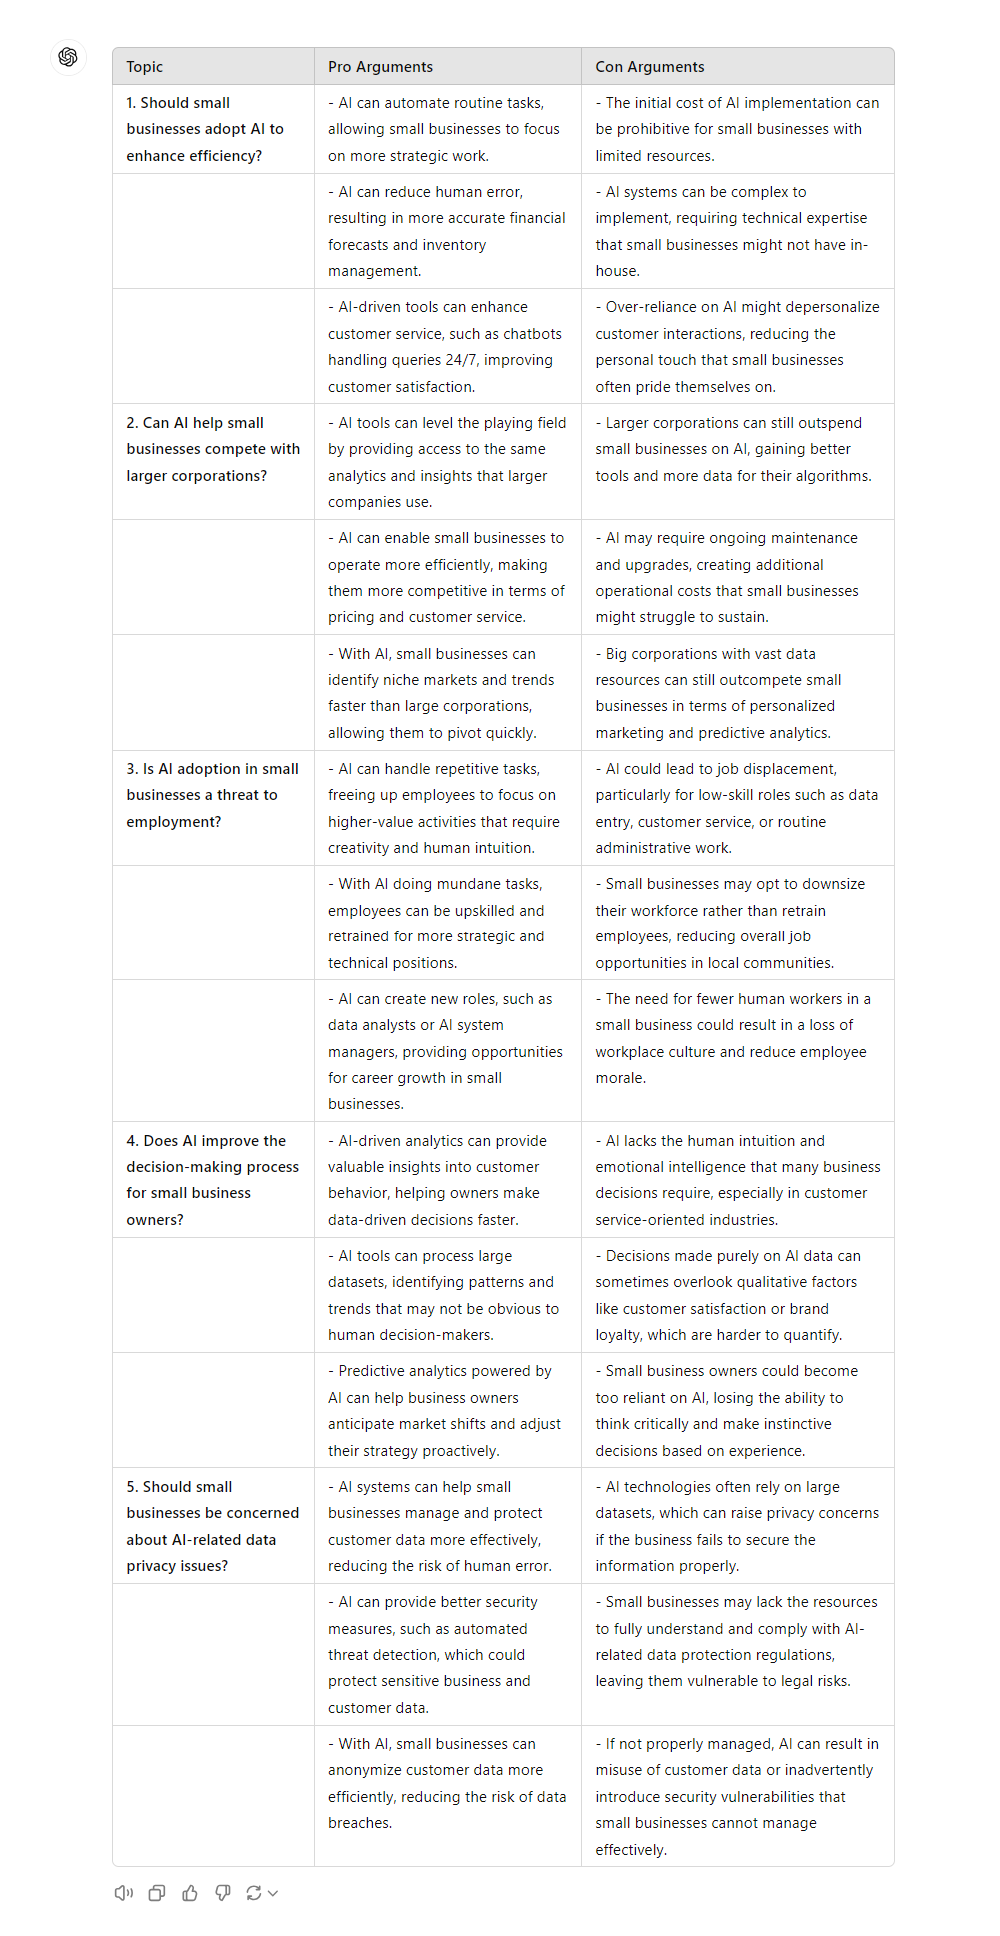 Topic
Pro Arguments
Con Arguments
1. Should small
businesses adopt AI to
enhance efficiency?
- AI can automate routine tasks,
allowing small businesses to focus
on more strategic work.
- The initial cost of AI implementation can
be prohibitive for small businesses with
limited resources.
- AI can reduce human error,
resulting in more accurate financial
forecasts and inventory
management.
- AI systems can be complex to
implement, requiring technical expertise
that small businesses might not have in-
house.
- AI-driven tools can enhance
customer service, such as chatbots
handling queries 24/7, improving
customer satisfaction.
- Over-reliance on AI might depersonalize
customer interactions, reducing the
personal touch that small businesses
often pride themselves on.
2. Can AI help small
businesses compete with
larger corporations?
- AI tools can level the playing field
by providing access to the same
analytics and insights that larger
companies use.
- Larger corporations can still outspend
small businesses on AI, gaining better
tools and more data for their algorithms.
- AI can enable small businesses to
operate more efficiently, making
them more competitive in terms of
pricing and customer service.
- AI may require ongoing maintenance
and upgrades, creating additional
operational costs that small businesses
might struggle to sustain.
- With AI, small businesses can
identify niche markets and trends
faster than large corporations,
allowing them to pivot quickly.
- Big corporations with vast data
resources can still outcompete small
businesses in terms of personalized
marketing and predictive analytics.
3. Is AI adoption in small
businesses a threat to
employment?
- AI can handle repetitive tasks,
freeing up employees to focus on
higher-value activities that require
creativity and human intuition.
- AI could lead to job displacement,
particularly for low-skill roles such as data
entry, customer service, or routine
administrative work.
- With AI doing mundane tasks,
employees can be upskilled and
retrained for more strategic and
technical positions.
- Small businesses may opt to downsize
their workforce rather than retrain
employees, reducing overall job
opportunities in local communities.
- AI can create new roles, such as
data analysts or AI system
managers, providing opportunities
for career growth in small
businesses.
- The need for fewer human workers in a
small business could result in a loss of
workplace culture and reduce employee
morale.
4. Does AI improve the
decision-making process
for small business
owners?
- AI-driven analytics can provide
valuable insights into customer
behavior, helping owners make
data-driven decisions faster.
- AI lacks the human intuition and
emotional intelligence that many business
decisions require, especially in customer
service-oriented industries.
- AI tools can process large
datasets, identifying patterns and
trends that may not be obvious to
human decision-makers.
- Decisions made purely on AI data can
sometimes overlook qualitative factors
like customer satisfaction or brand
loyalty, which are harder to quantify.
- Predictive analytics powered by
AI can help business owners
anticipate market shifts and adjust
their strategy proactively.
- Small business owners could become
too reliant on AI, losing the ability to
think critically and make instinctive
decisions based on experience.
5. Should small
businesses be concerned
about AI-related data
privacy issues?
- AI systems can help small
businesses manage and protect
customer data more effectively,
reducing the risk of human error.
- AI technologies often rely on large
datasets, which can raise privacy concerns
if the business fails to secure the
information properly.
- AI can provide better security
measures, such as automated
threat detection, which could
protect sensitive business and
customer data.
- Small businesses may lack the resources
to fully understand and comply with AI-
related data protection regulations,
leaving them vulnerable to legal risks.
- With AI, small businesses can
anonymize customer data more
efficiently, reducing the risk of data
breaches.
- If not properly managed, AI can result in
misuse of customer data or inadvertently
introduce security vulnerabilities that
small businesses cannot manage
effectively.